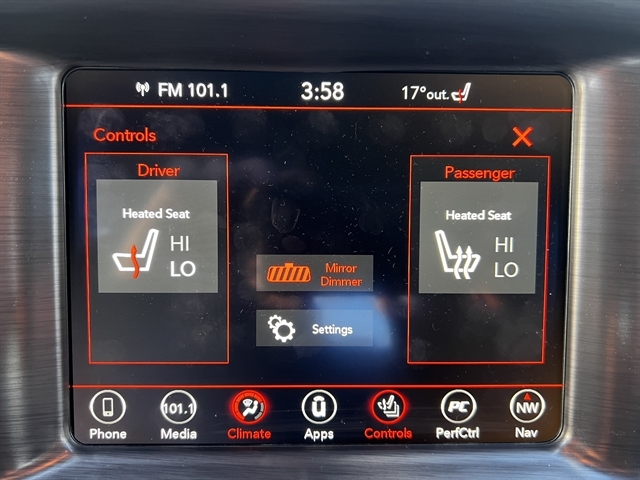 FM 101.1
3:58
17°out.
Controls
X
Driver
Passenger
Heated Seat
HI
LO
Heated Seat
HI
LO
Mirror
Dimmer
Settings
101.1
PC
NW
Phone
Media
Climate
Apps
Controls
PerfCtrl
Nav